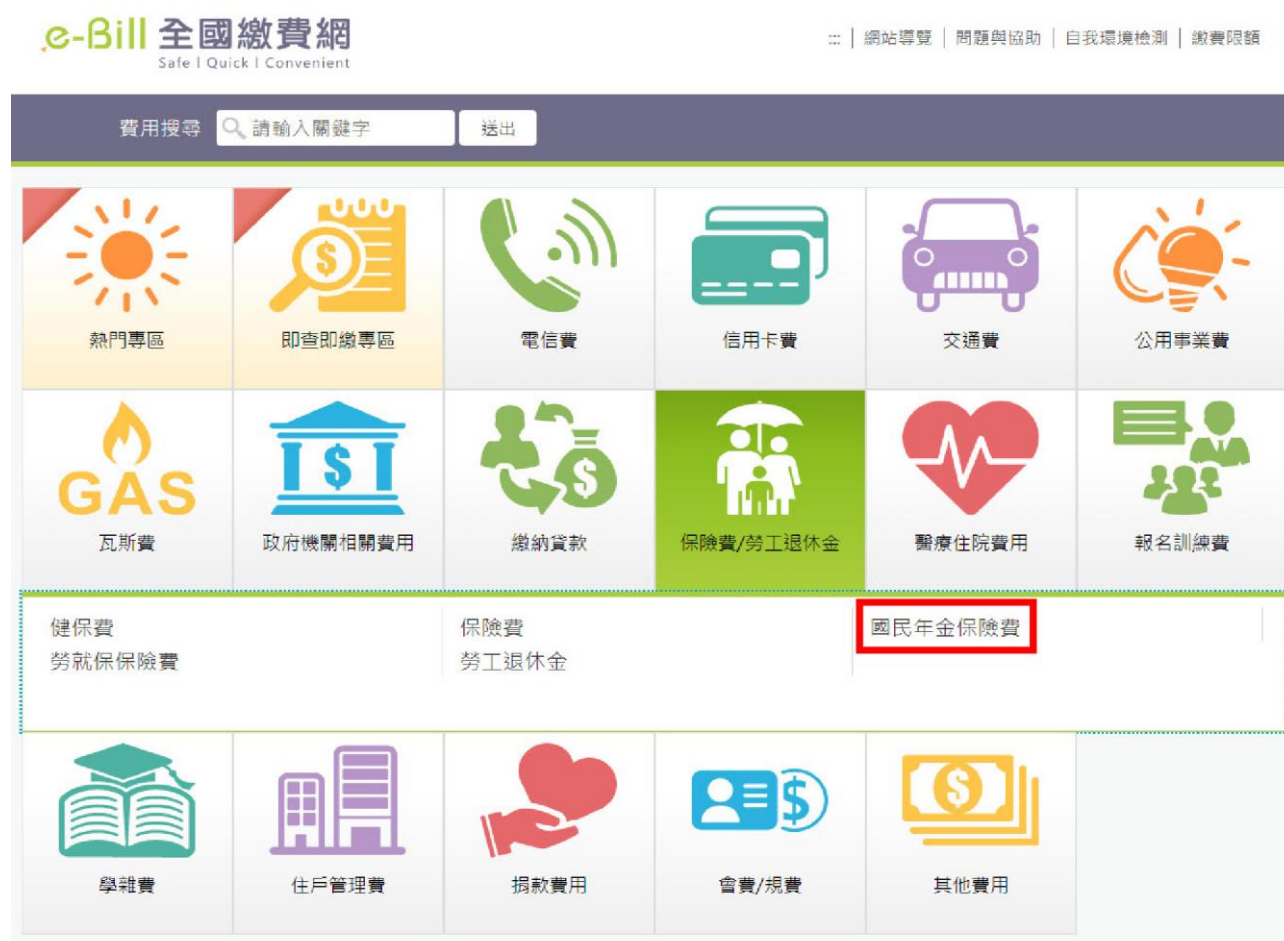 e-Bill 全國繳費網
Safe | Quick | Convenient
::: | 網站導覽 | 問題與協助 | 自我環境檢測 | 繳費限額
費用搜尋 請輸入關鍵字 送出
熱門專區 即查即繳專區 電信費 信用卡費 交通費 公用事業費
GAS
瓦斯費 政府機關相關費用 繳納貸款 保險費/勞工退休金 醫療住院費用 報名訓練費
健保費 保險費 國民年金保險費
勞就保保險費 勞工退休金
學雜費 住戶管理費 捐款費用 會費/規費 其他費用